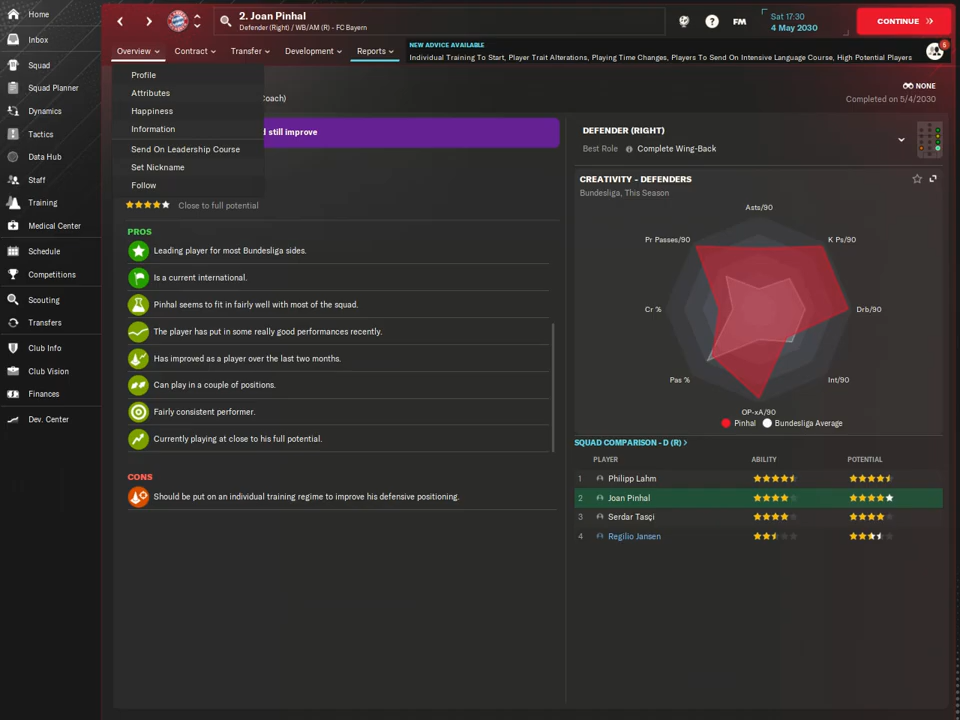 Home
Inbox
Squad
Squad Planner
Dynamics
Tactics
Data Hub
Staff
Training
Medical Center
Schedule
Competitions
Scouting
Transfers
Club Info
Club Vision
Finances
Dev. Center
2. Joan Pinhal
Defender (Right) / WB/AM (R) - FC Bayern
?
FM
Sat 17:30
4 May 2030
CONTINUE
Overview
Contract
Transfer
Development
Reports
NEW ADVICE AVAILABLE
Individual Training To Start, Player Trait Alterations, Playing Time Changes, Players To Send On Intensive Language Course, High Potential Players
6
Profile
Attributes
Happiness
Information
Send On Leadership Course
Set Nickname
Follow
Coach)
NONE
Completed on 5/4/2030
d still improve
Close to full potential
PROS
Leading player for most Bundesliga sides.
Is a current international.
Pinhal seems to fit in fairly well with most of the squad.
The player has put in some really good performances recently.
Has improved as a player over the last two months.
Can play in a couple of positions.
Fairly consistent performer.
Currently playing at close to his full potential.
CONS
Should be put on an individual training regime to improve his defensive positioning.
DEFENDER (RIGHT)
Best Role
Complete Wing-Back
CREATIVITY - DEFENDERS
Bundesliga, This Season
Asts/90
K Ps/90
Drb/90
Int/90
OP-xA/90
Pas %
Cr %
Pr Passes/90
Pinhal
Bundesliga Average
SQUAD COMPARISON - D (R) >
PLAYER ABILITY POTENTIAL
1 Philipp Lahm
2 Joan Pinhal
3 Serdar Tasçi
4 Regilio Jansen